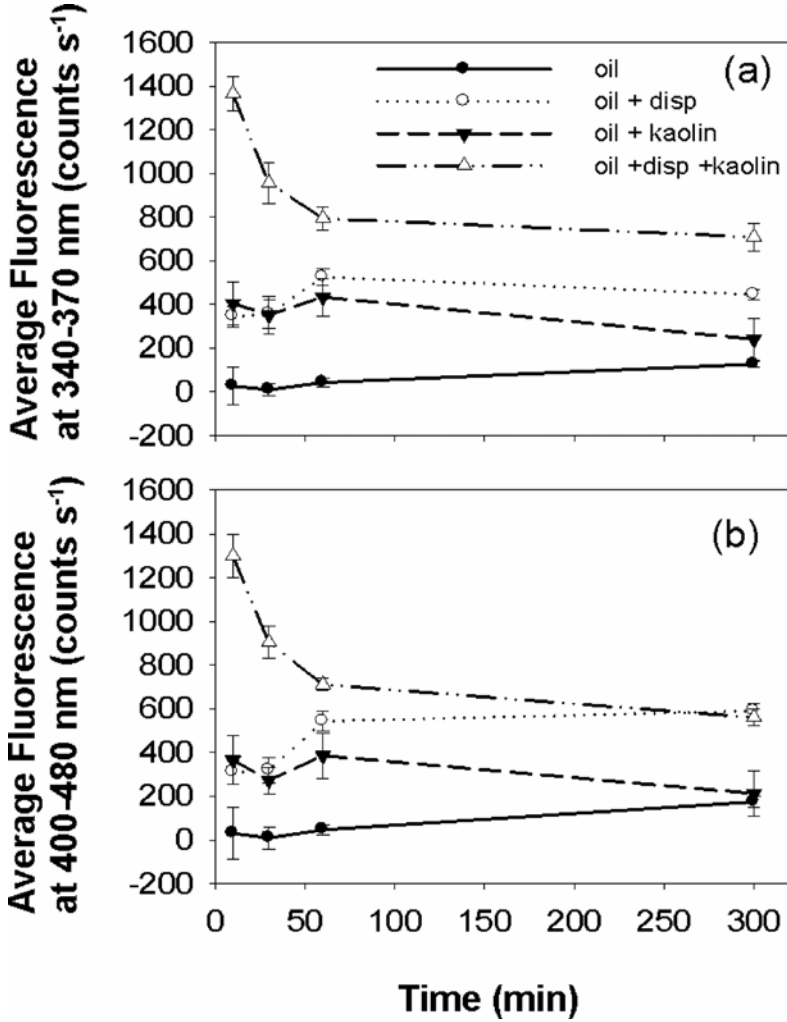 Average Fluorescence
at 340-370 nm (counts s⁻¹)
1600
1400
1200
1000
800
600
400
200
0
-200
oil
oil + disp
oil + kaolin
oil +disp +kaolin
(a)
Average Fluorescence
at 400-480 nm (counts s⁻¹)
1600
1400
1200
1000
800
600
400
200
0
-200
(b)
0 50 100 150 200 250 300
Time (min)